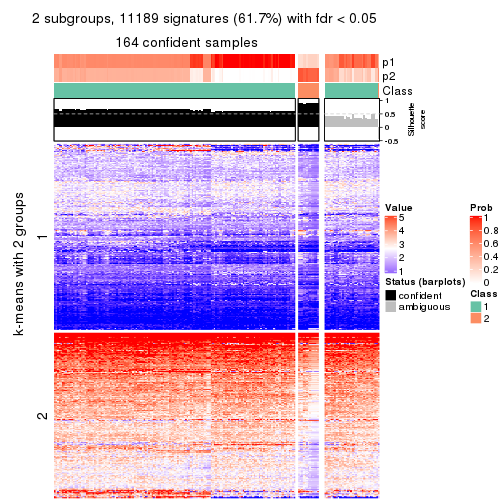 2 subgroups, 11189 signatures (61.7%) with fdr < 0.05
164 confident samples
p1
p2
Class
1
0.5
0
-0.5
Silhouette
score
k-means with 2 groups
1
2
Value
5
4
3
2
1
Status (barplots)
confident
ambiguous
Prob
1
0.8
0.6
0.4
0.2
0
Class
1
2